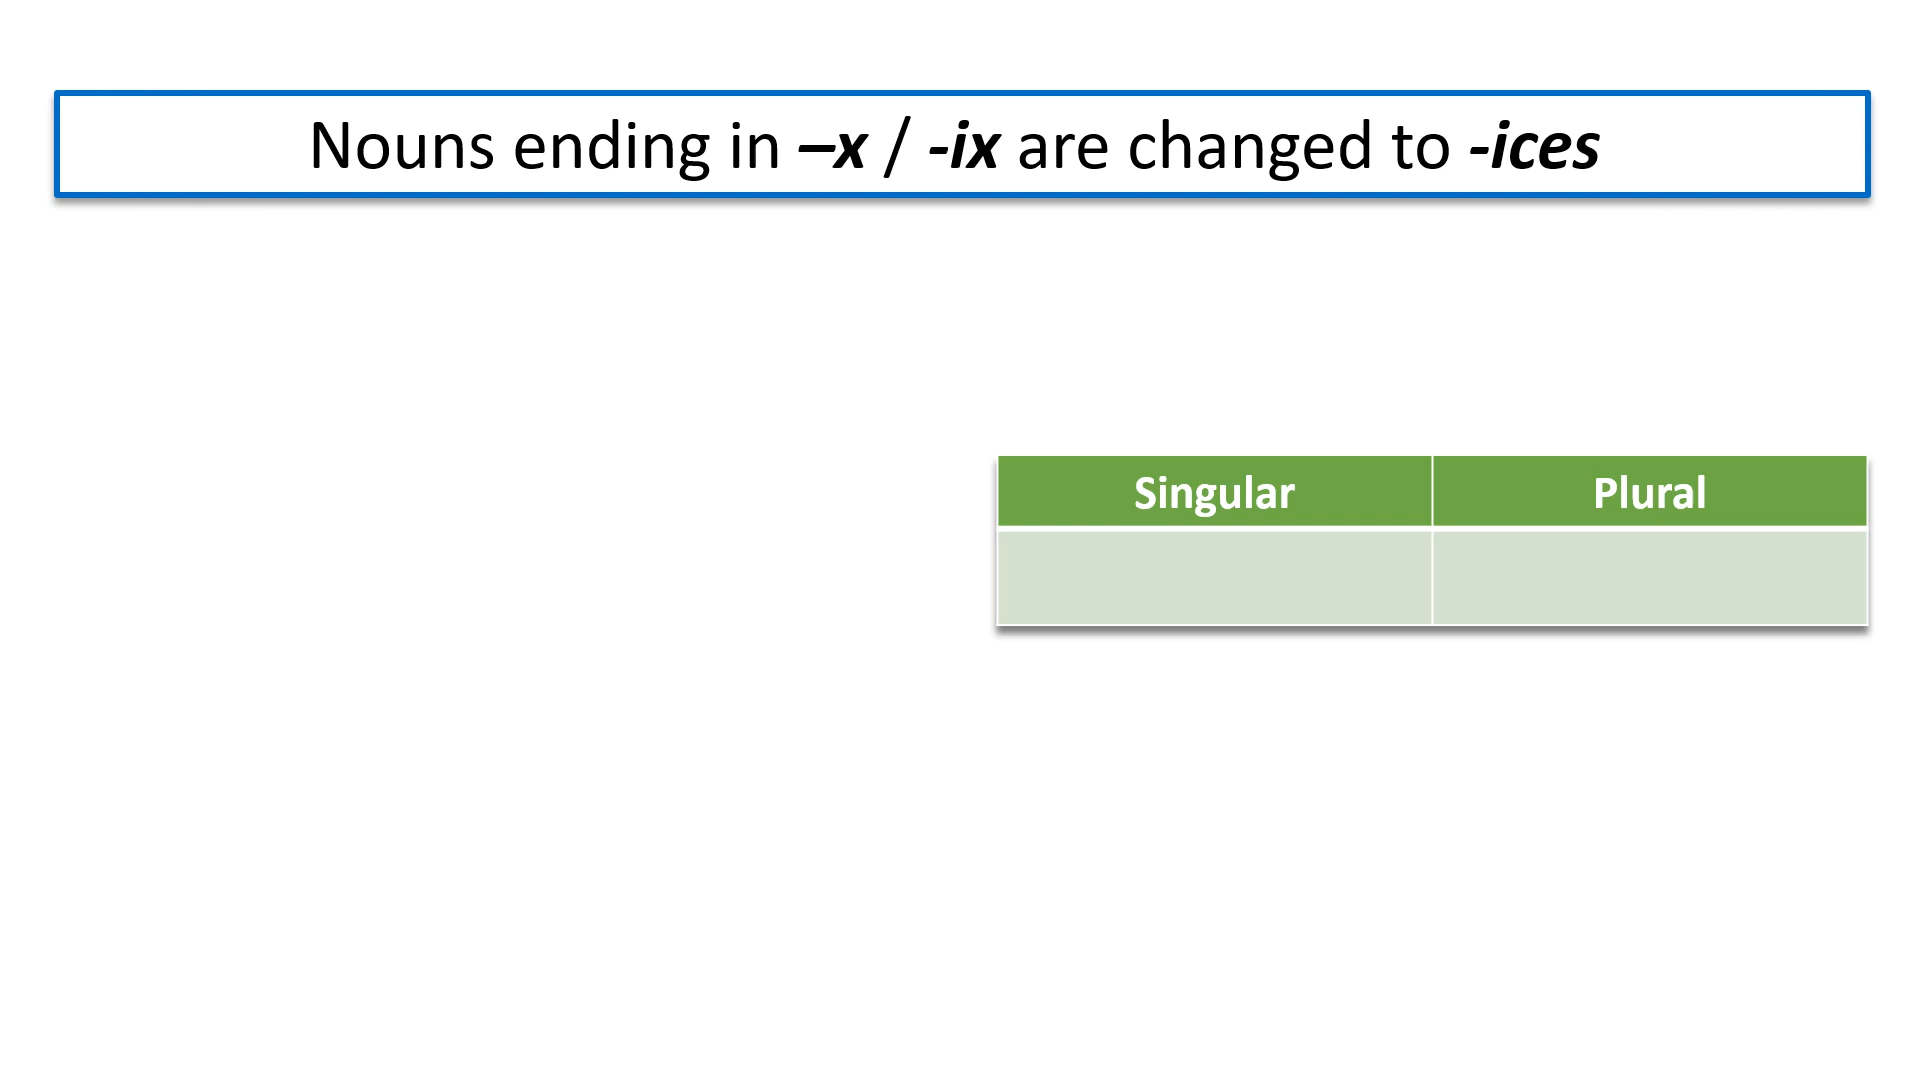 Nouns ending in –x / -ix are changed to -ices
Singular Plural